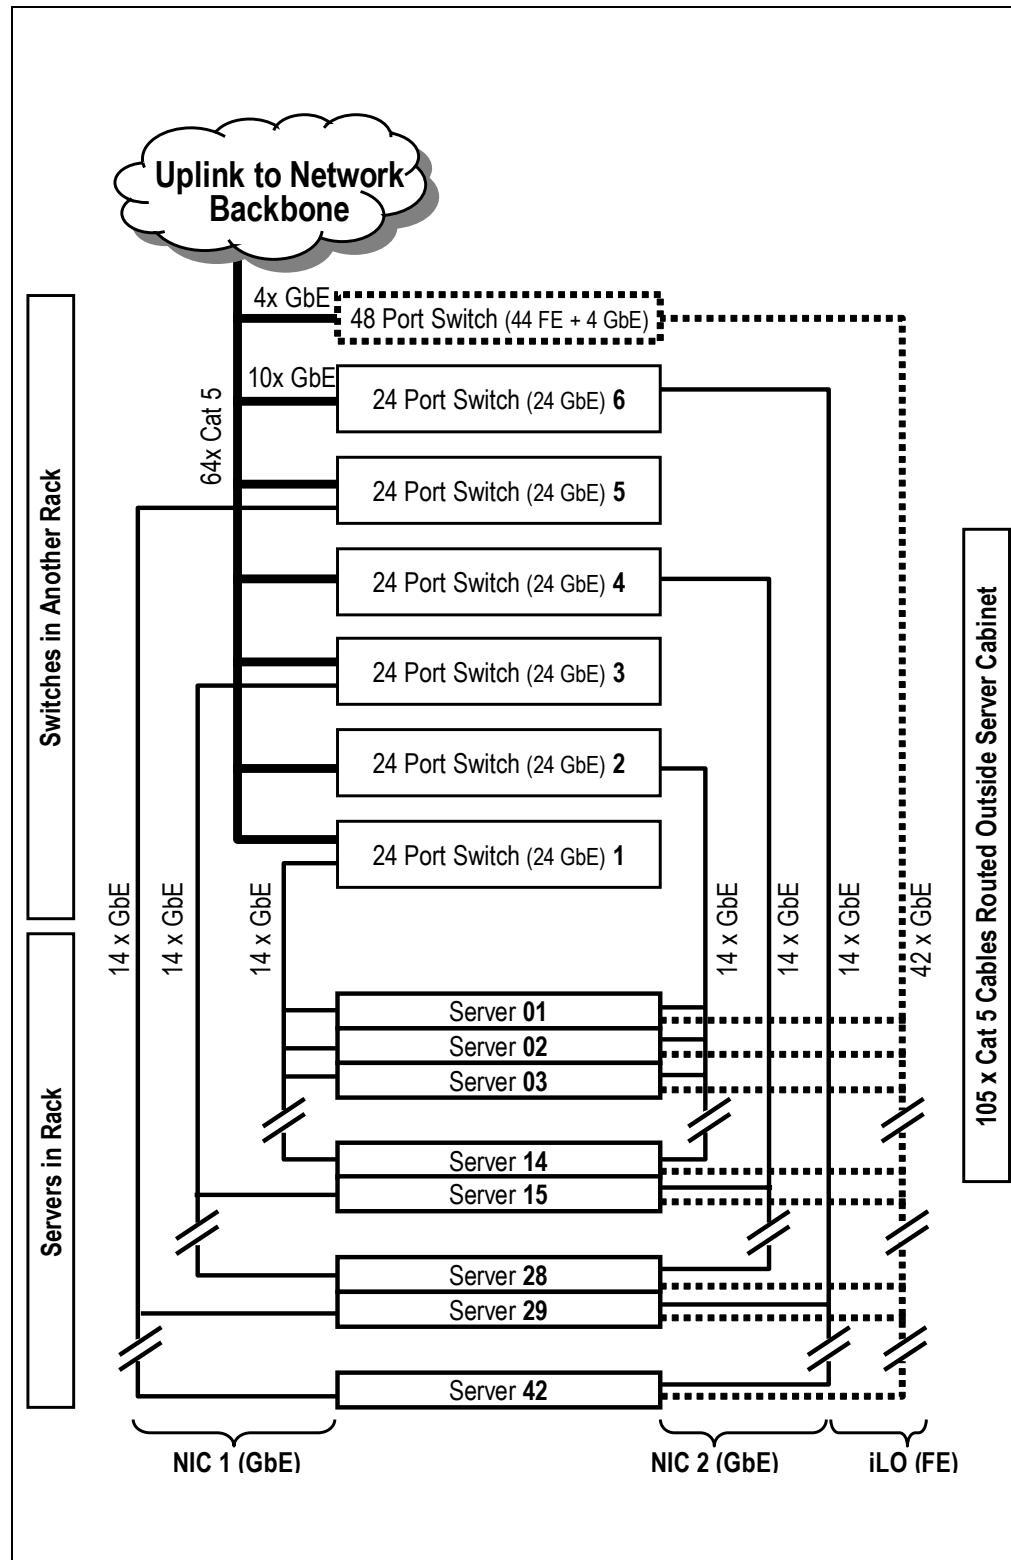 Uplink to Network
Backbone
4x GbE
48 Port Switch (44 FE + 4 GbE)
10x GbE
24 Port Switch (24 GbE) 6
64x Cat 5
24 Port Switch (24 GbE) 5
24 Port Switch (24 GbE) 4
24 Port Switch (24 GbE) 3
24 Port Switch (24 GbE) 2
24 Port Switch (24 GbE) 1
Switches in Another Rack
105 x Cat 5 Cables Routed Outside Server Cabinet
14 x GbE
14 x GbE
14 x GbE
14 x GbE
14 x GbE
14 x GbE
42 x GbE
Servers in Rack
Server 01
Server 02
Server 03
Server 14
Server 15
Server 28
Server 29
Server 42
NIC 1 (GbE)
NIC 2 (GbE)
iLO (FE)